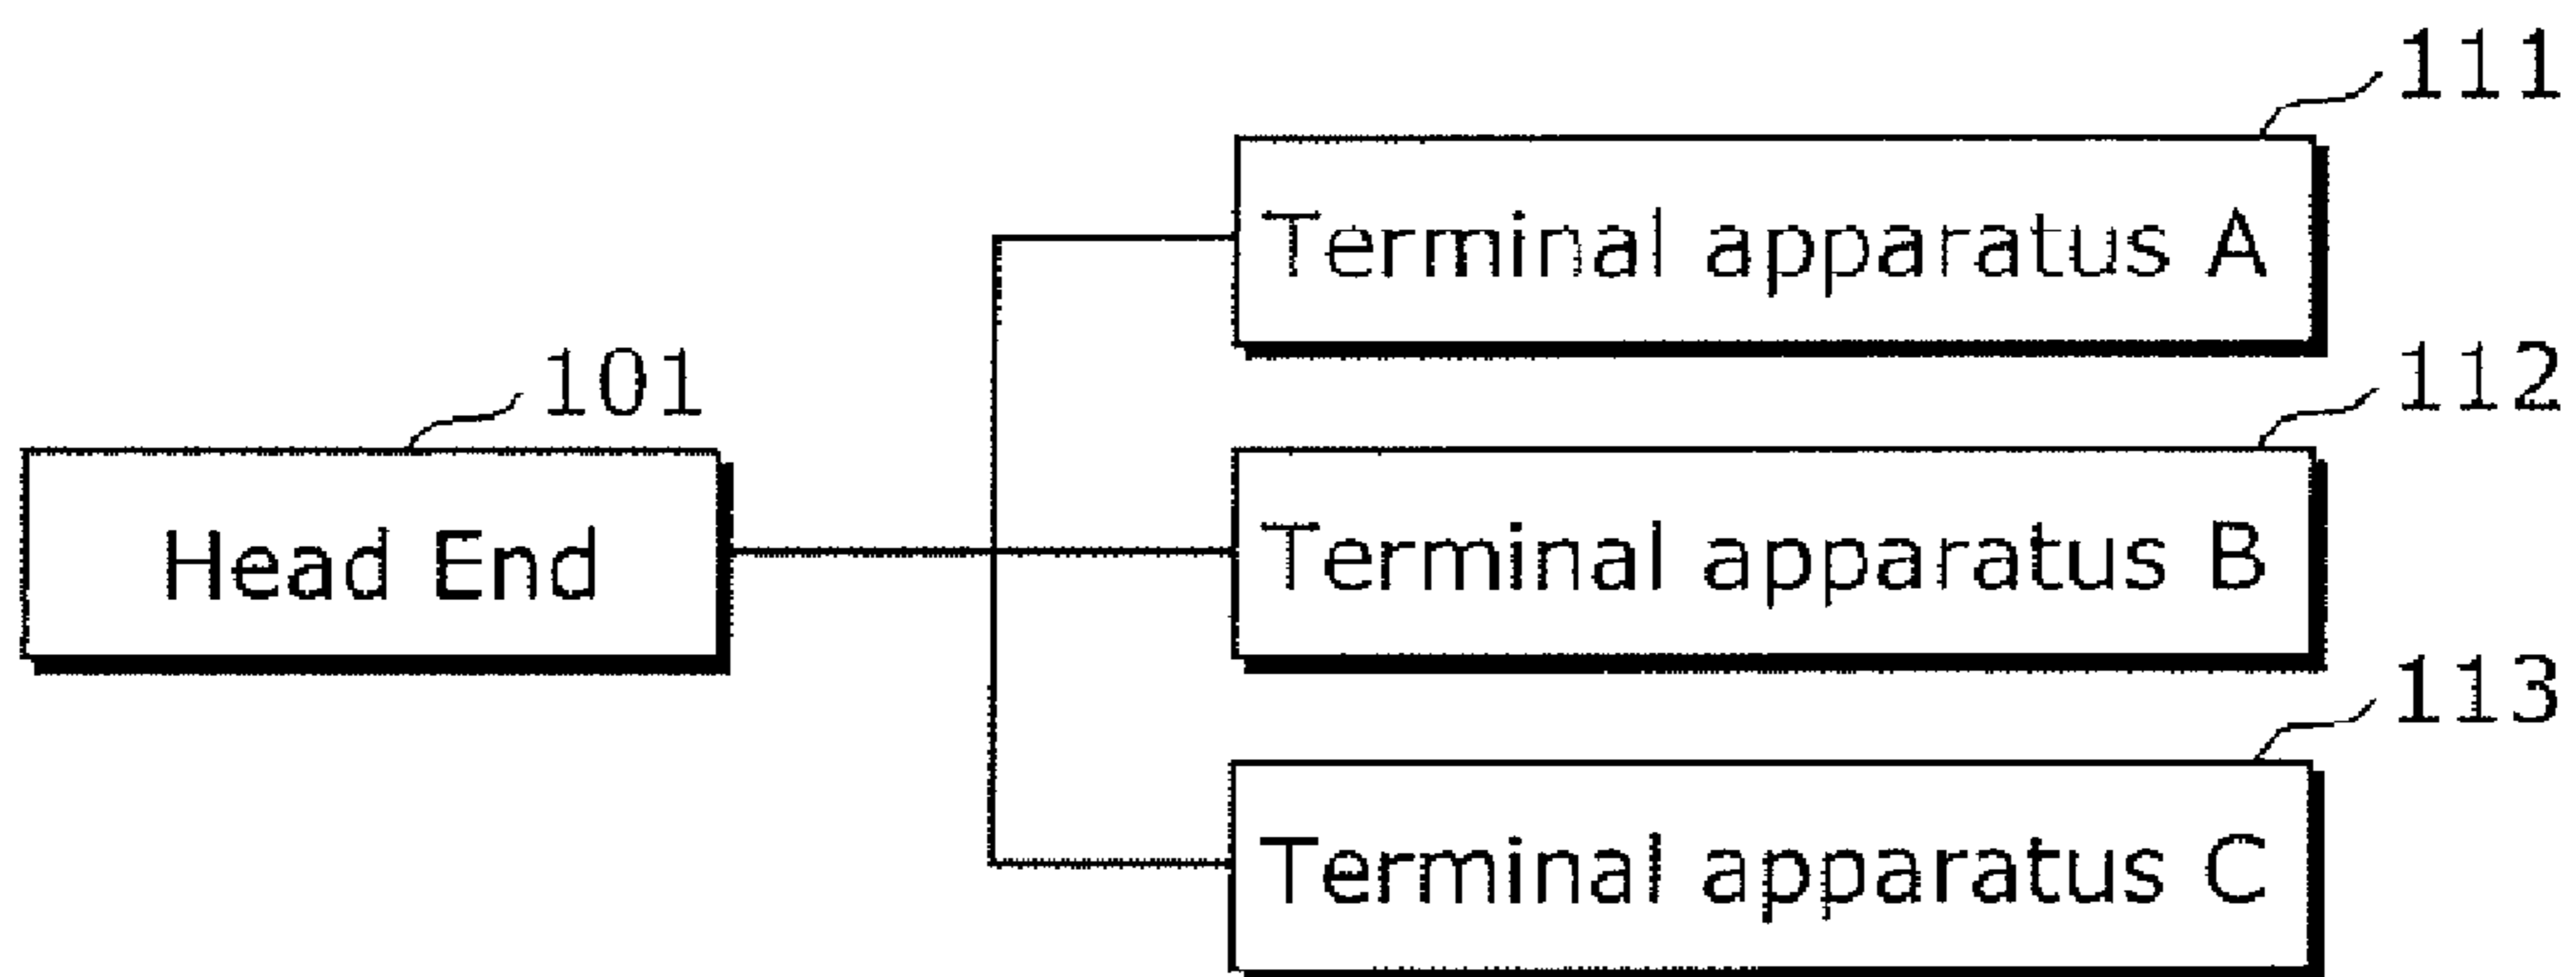 111
Terminal apparatus A
101
112
Head End
Terminal apparatus B
113
Terminal apparatus C